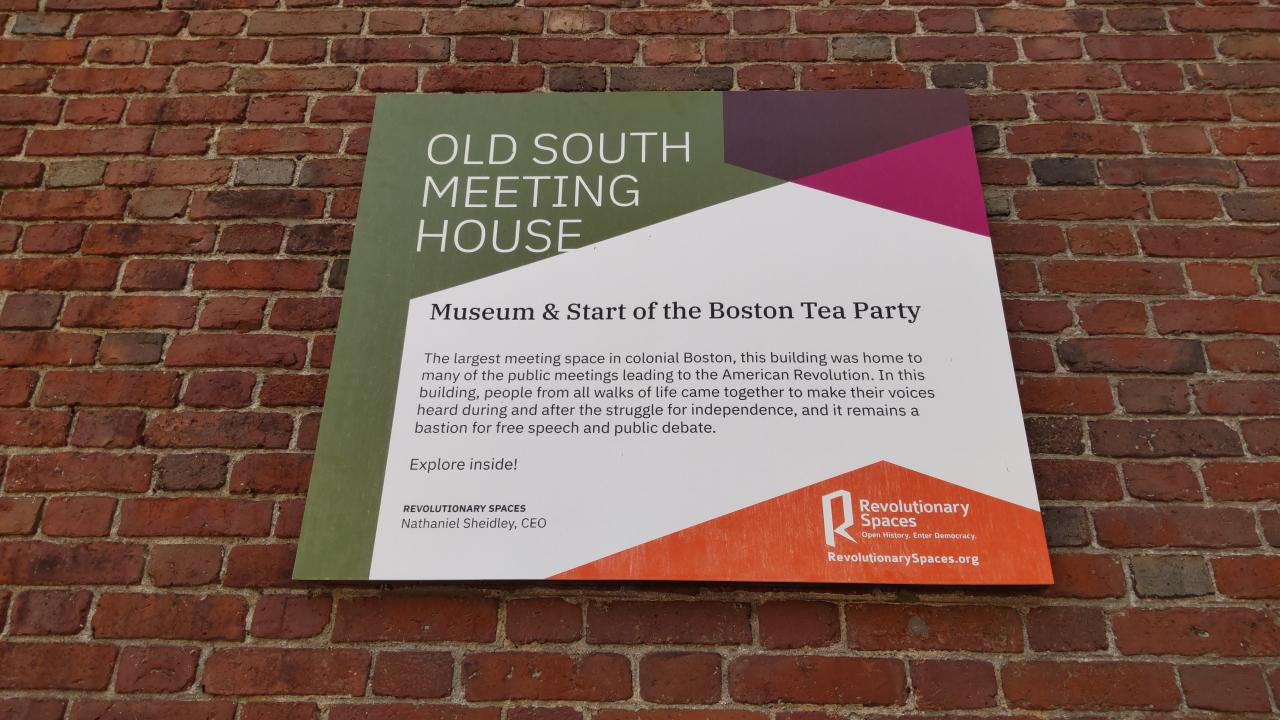 OLD SOUTH
MEETING
HOUSE
Museum & Start of the Boston Tea Party
The largest meeting space in colonial Boston, this building was home to
many of the public meetings leading to the American Revolution. In this
building, people from all walks of life came together to make their voices
heard during and after the struggle for independence, and it remains a
bastion for free speech and public debate.
Explore inside!
REVOLUTIONARY SPACES
Nathaniel Sheidley, CEO
Revolutionary
Spaces
Open History. Enter Democracy.
RevolutionarySpaces.org